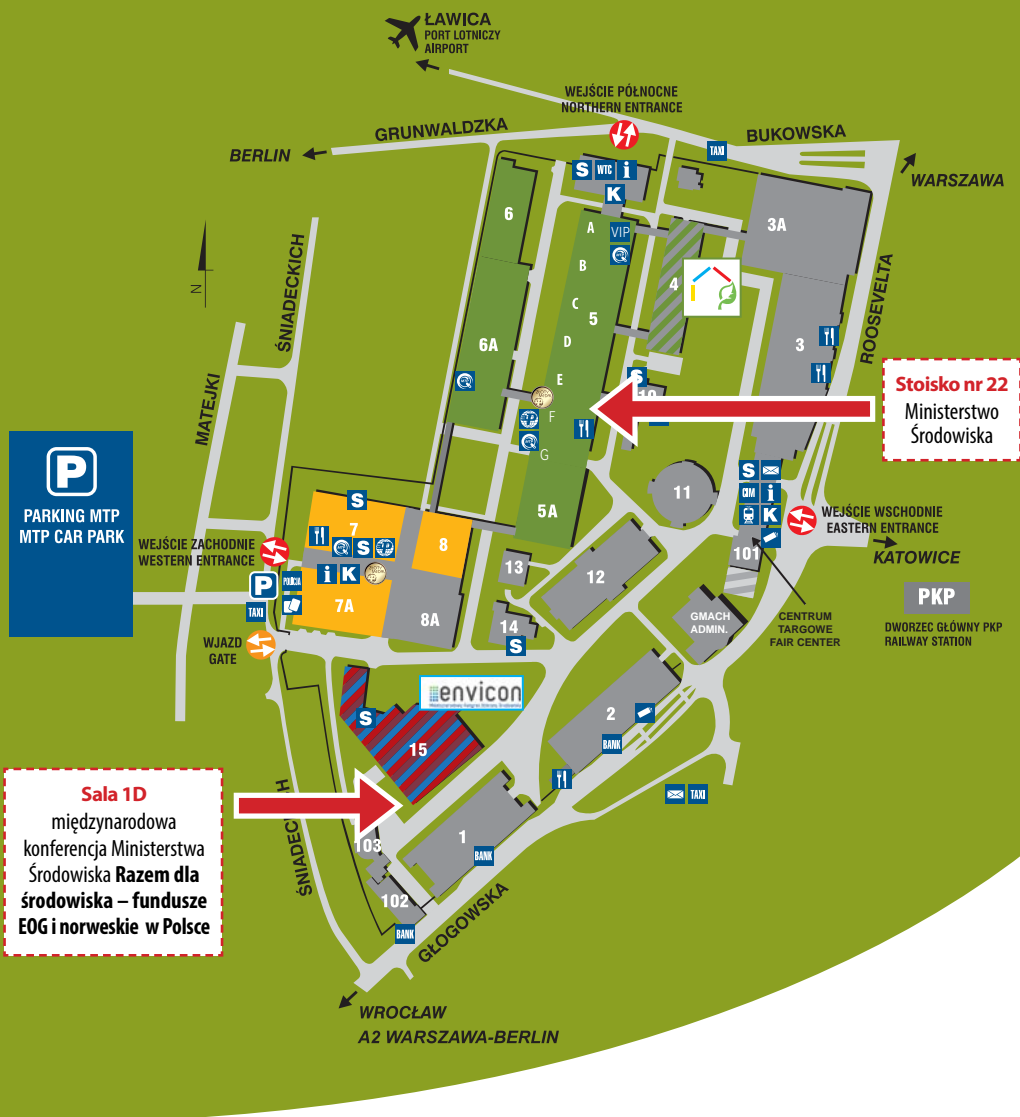 ŁAWICA
PORT LOTNICZY
AIRPORT
WEJŚCIE PÓŁNOCNE
NORTHERN ENTRANCE
GRUNWALDZKA
BUKOWSKA
BERLIN
TAXI
WARSZAWA
S WTC i
K
6
3A
A
VIP
B
ŚNIADECKICH
N
4
C
5
ROOSEVELTA
D
6A
3
E
MATEJKI
S
10
F
Stoisko nr 22
Ministerstwo
Środowiska
G
P
PARKING MTP
MTP CAR PARK
S
CIM i
K
11
S
5A
WEJŚCIE WSCHODNIE
EASTERN ENTRANCE
KATOWICE
7
8
S
WEJŚCIE ZACHODNIE
WESTERN ENTRANCE
101
13
12
i K
P
POLICJA
TAXI
7A
8A
14
S
GMACH
ADMIN.
CENTRUM
TARGOWE
FAIR CENTER
PKP
DWORZEC GŁÓWNY PKP
RAILWAY STATION
WJAZD
GATE
envicon
S
15
2
BANK
TAXI
Sala 1D
międzynarodowa
konferencja Ministerstwa
Środowiska Razem dla
środowiska – fundusze
EOG i norweskie w Polsce
ŚNIADECKICH
103
1
BANK
102
BANK
GŁOGOWSKA
WROCŁAW
A2 WARSZAWA-BERLIN